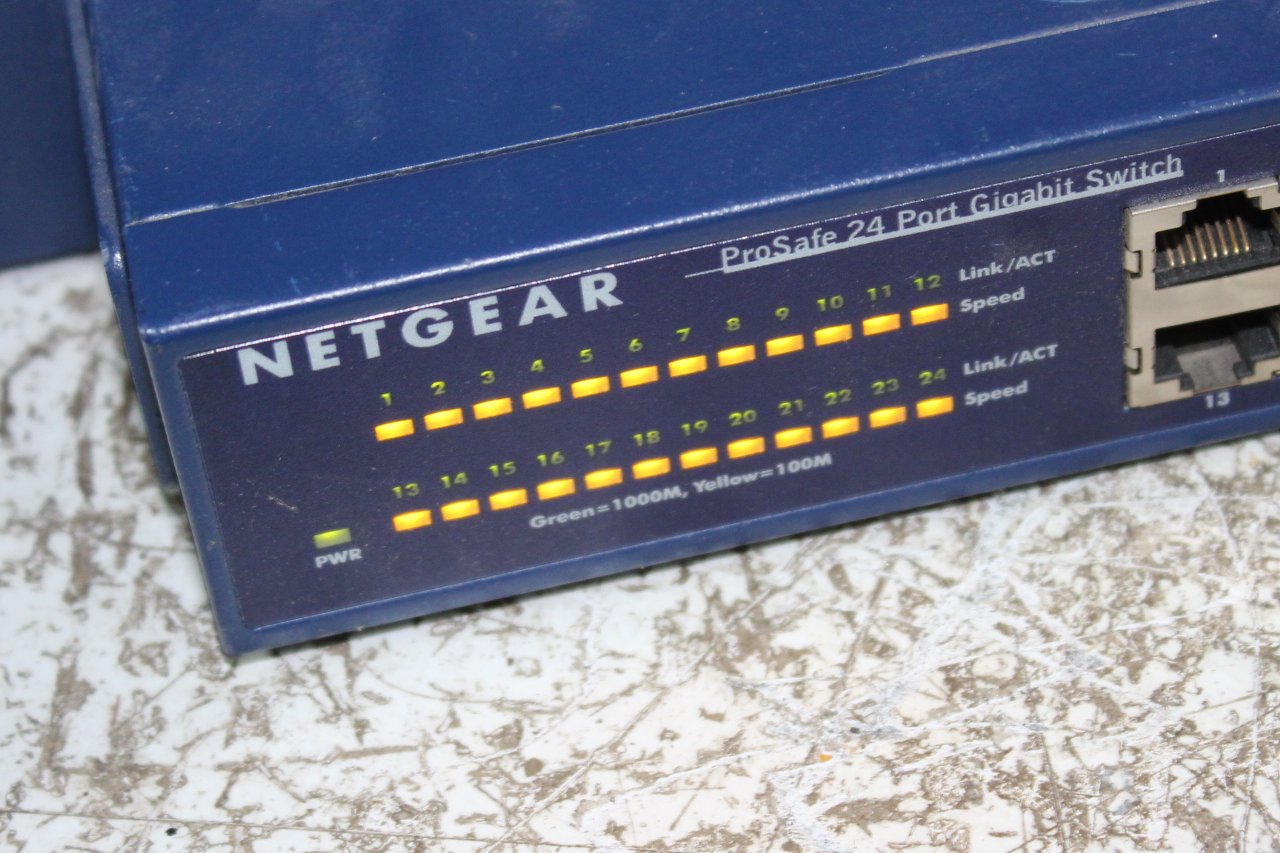 ProSafe 24 Port Gigabit Switch
NETGEAR
1 2 3 4 5 6 7 8 9 10 11 12 Link/ACT
Speed
13 14 15 16 17 18 19 20 21 22 23 24 Link/ACT
Speed
Green=1000M, Yellow=100M
PWR
1
13